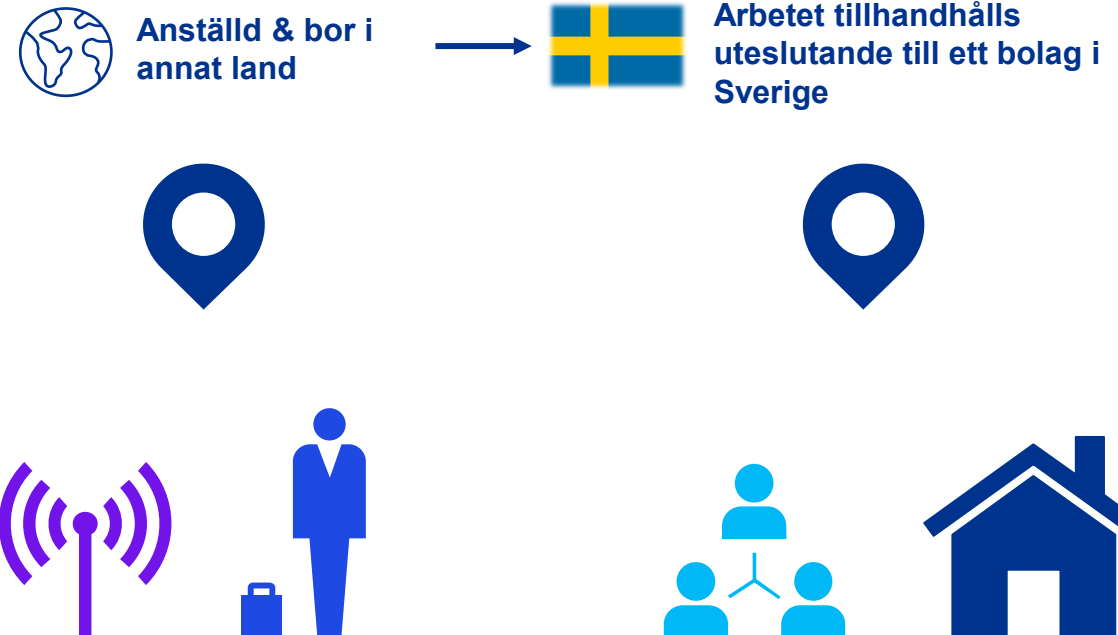 Anställd & bor i
annat land
Arbetet tillhandhålls
uteslutande till ett bolag i
Sverige